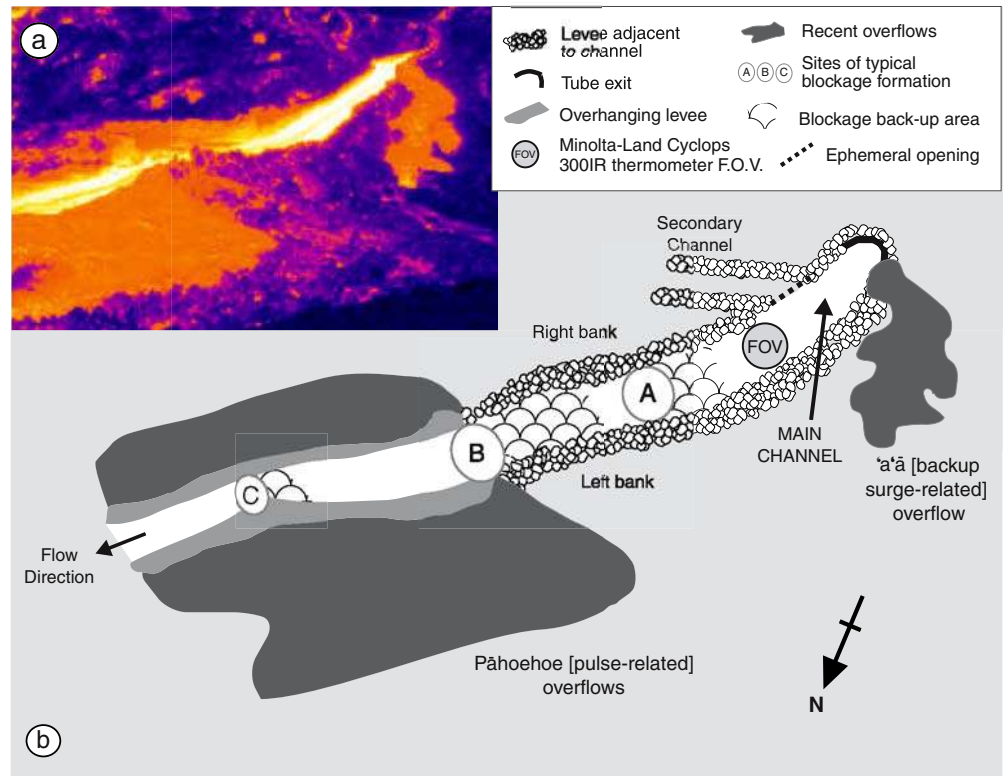 a
Levee adjacent
to channel
Tube exit
Overhanging levee
FOV
Minolta-Land Cyclops
300IR thermometer F.O.V.
Recent overflows
A B C
Sites of typical
blockage formation
Blockage back-up area
Ephemeral opening
Secondary
Channel
Right bank
FOV
A
B
C
Left bank
MAIN
CHANNEL
'a'ā [backup
surge-related]
overflow
Flow
Direction
Pāhoehoe [pulse-related]
overflows
N
b